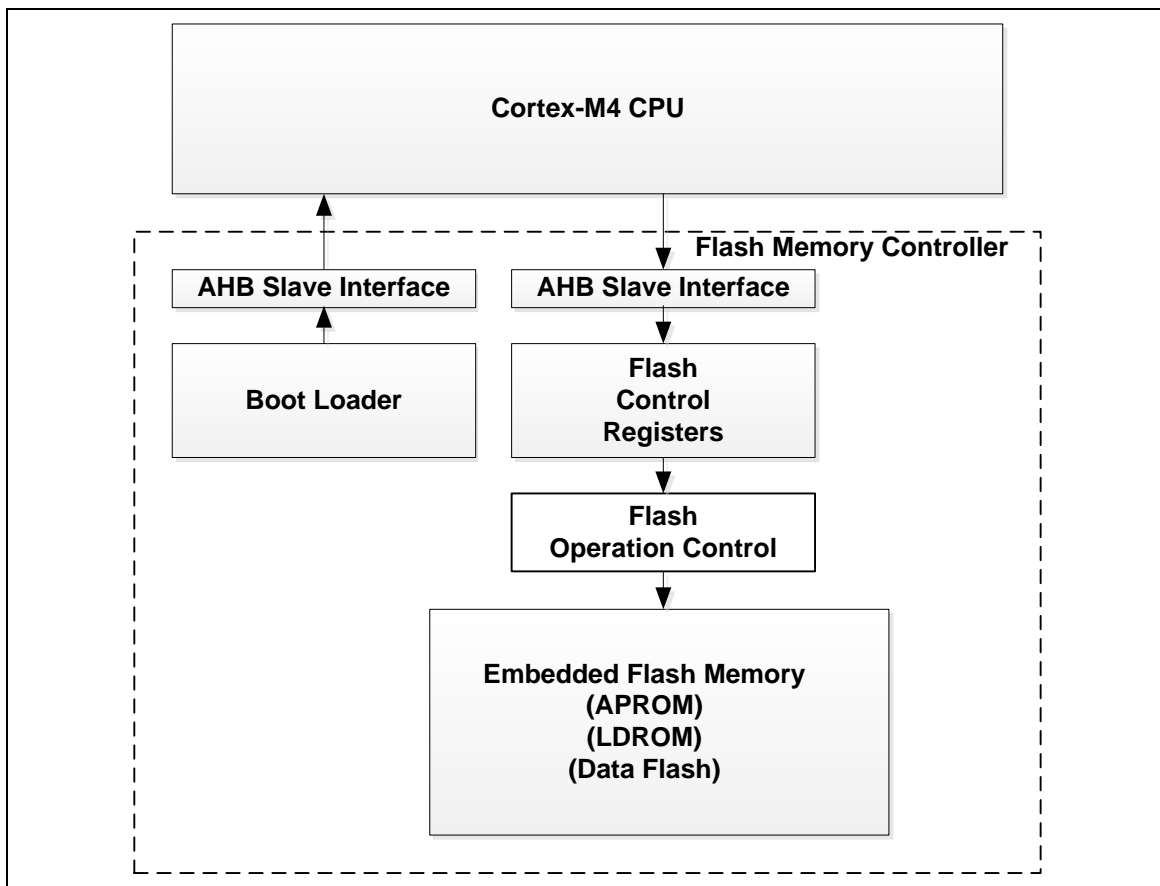 Cortex-M4 CPU
Flash Memory Controller
AHB Slave Interface
AHB Slave Interface
Boot Loader
Flash
Control
Registers
Flash
Operation Control
Embedded Flash Memory
(APROM)
(LDROM)
(Data Flash)